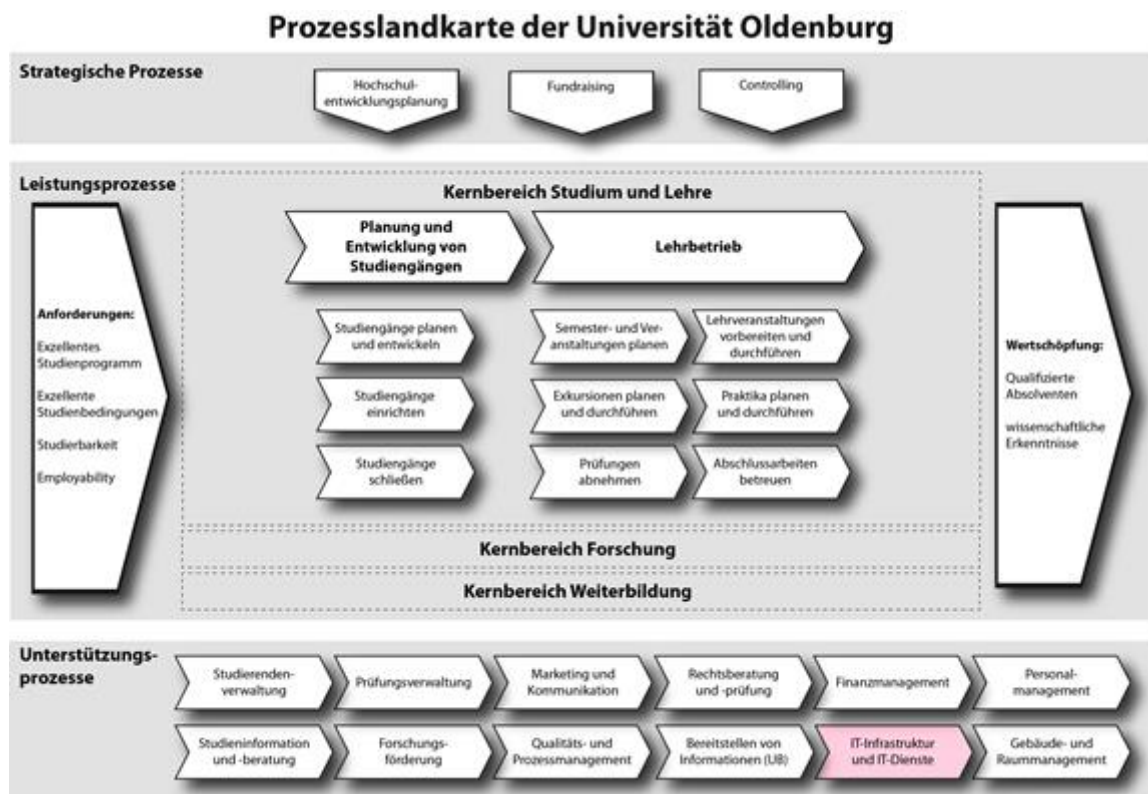 Prozesslandkarte der Universität Oldenburg
Strategische Prozesse
Hochschul-
entwicklungsplanung
Fundraising
Controlling
Leistungsprozesse
Kernbereich Studium und Lehre
Planung und
Entwicklung von
Studiengängen
Lehrbetrieb
Anforderungen:
Exzellentes
Studienprogramm
Exzellente
Studienbedingungen
Studierbarkeit
Employability
Studiengänge planen
und entwickeln
Semester- und Ver-
anstaltungen planen
Lehrveranstaltungen
vorbereiten und
durchführen
Studiengänge
einrichten
Exkursionen planen
und durchführen
Praktika planen
und durchführen
Studiengänge
schließen
Prüfungen
abnehmen
Abschlussarbeiten
betreuen
Wertschöpfung:
Qualifizierte
Absolventen
wissenschaftliche
Erkenntnisse
Kernbereich Forschung
Kernbereich Weiterbildung
Unterstützungs-
prozesse
Studierenden-
verwaltung
Prüfungsverwaltung
Marketing und
Kommunikation
Rechtsberatung
und -prüfung
Finanzmanagement
Personal-
management
Studieninformation
und -beratung
Forschungs-
förderung
Qualitäts- und
Prozessmanagement
Bereitstellen von
Informationen (UB)
IT-Infrastruktur
und IT-Dienste
Gebäude- und
Raummanagement